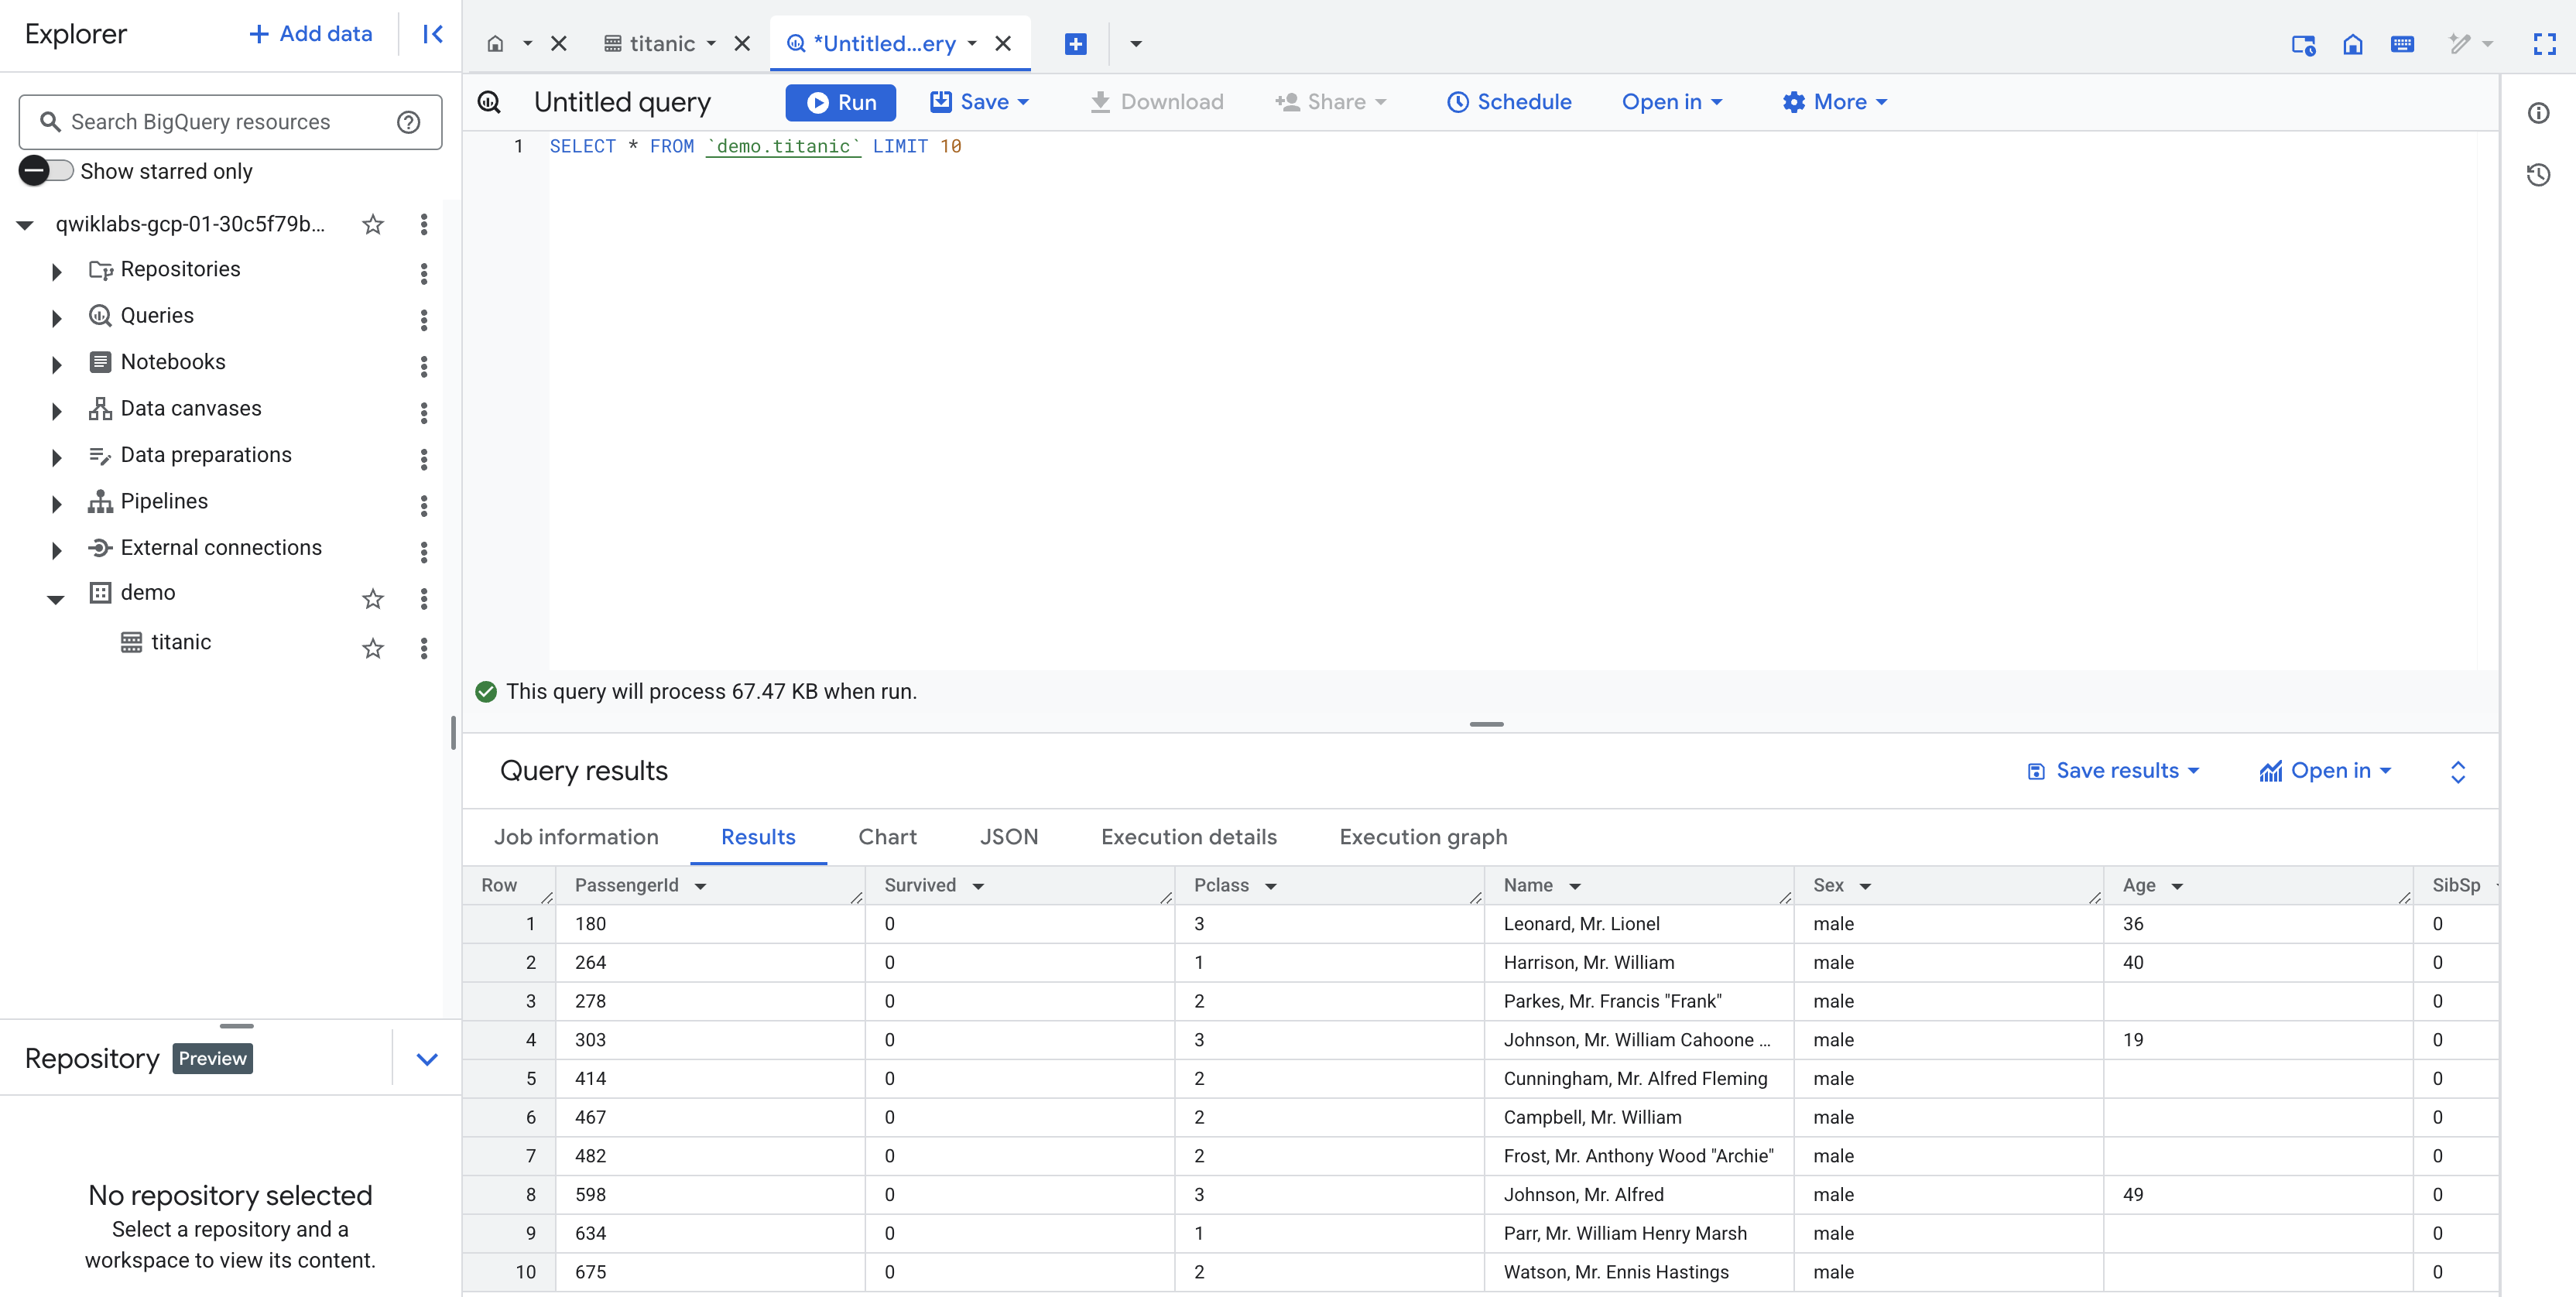 Explorer
Add data
Search BigQuery resources
Show starred only
qwiklabs-gcp-01-30c5f79b...
Repositories
Queries
Notebooks
Data canvases
Data preparations
Pipelines
External connections
demo
titanic
Repository Preview
No repository selected
Select a repository and a
workspace to view its content.
titanic *Untitled...ery
Untitled query Run Save Download Share Schedule Open in More
1 SELECT * FROM `demo.titanic` LIMIT 10
This query will process 67.47 KB when run.
Query results Save results Open in
Job information Results Chart JSON Execution details Execution graph
Row PassengerId Survived Pclass Name Sex Age SibSp
1 180 0 3 Leonard, Mr. Lionel male 36 0
2 264 0 1 Harrison, Mr. William male 40 0
3 278 0 2 Parkes, Mr. Francis "Frank" male 0
4 303 0 3 Johnson, Mr. William Cahoone ... male 19 0
5 414 0 2 Cunningham, Mr. Alfred Fleming male 0
6 467 0 2 Campbell, Mr. William male 0
7 482 0 2 Frost, Mr. Anthony Wood "Archie" male 0
8 598 0 3 Johnson, Mr. Alfred male 49 0
9 634 0 1 Parr, Mr. William Henry Marsh male 0
10 675 0 2 Watson, Mr. Ennis Hastings male 0